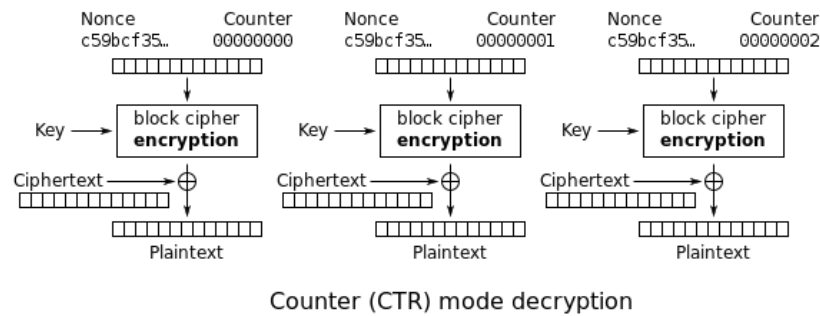 Nonce Counter
c59bcf35… 00000000
Key
block cipher
encryption
Ciphertext
Plaintext
Nonce Counter
c59bcf35… 00000001
Key
block cipher
encryption
Ciphertext
Plaintext
Nonce Counter
c59bcf35… 00000002
Key
block cipher
encryption
Ciphertext
Plaintext
Counter (CTR) mode decryption